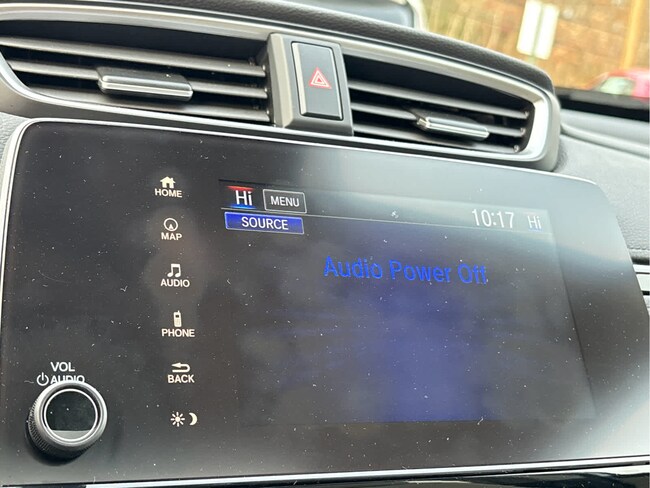 HOME
MAP
AUDIO
PHONE
BACK
VOL
AUDIO
Hi MENU 10:17 Hi
SOURCE
Audio Power Off